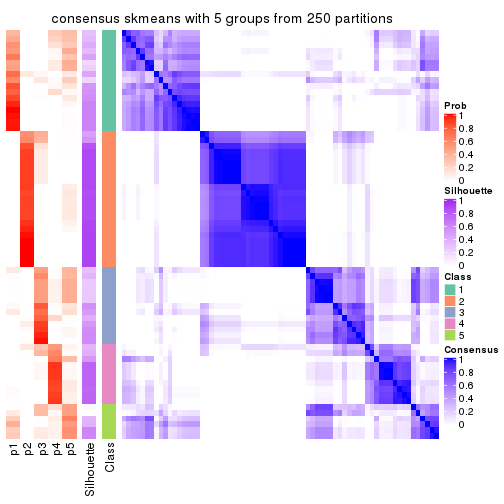 consensus skmeans with 5 groups from 250 partitions
Prob
1
0.8
0.6
0.4
0.2
0
Silhouette
1
0.8
0.6
0.4
0.2
0
Class
1
2
3
4
5
Consensus
1
0.8
0.6
0.4
0.2
0
p1
p2
p3
p4
p5
Silhouette
Class